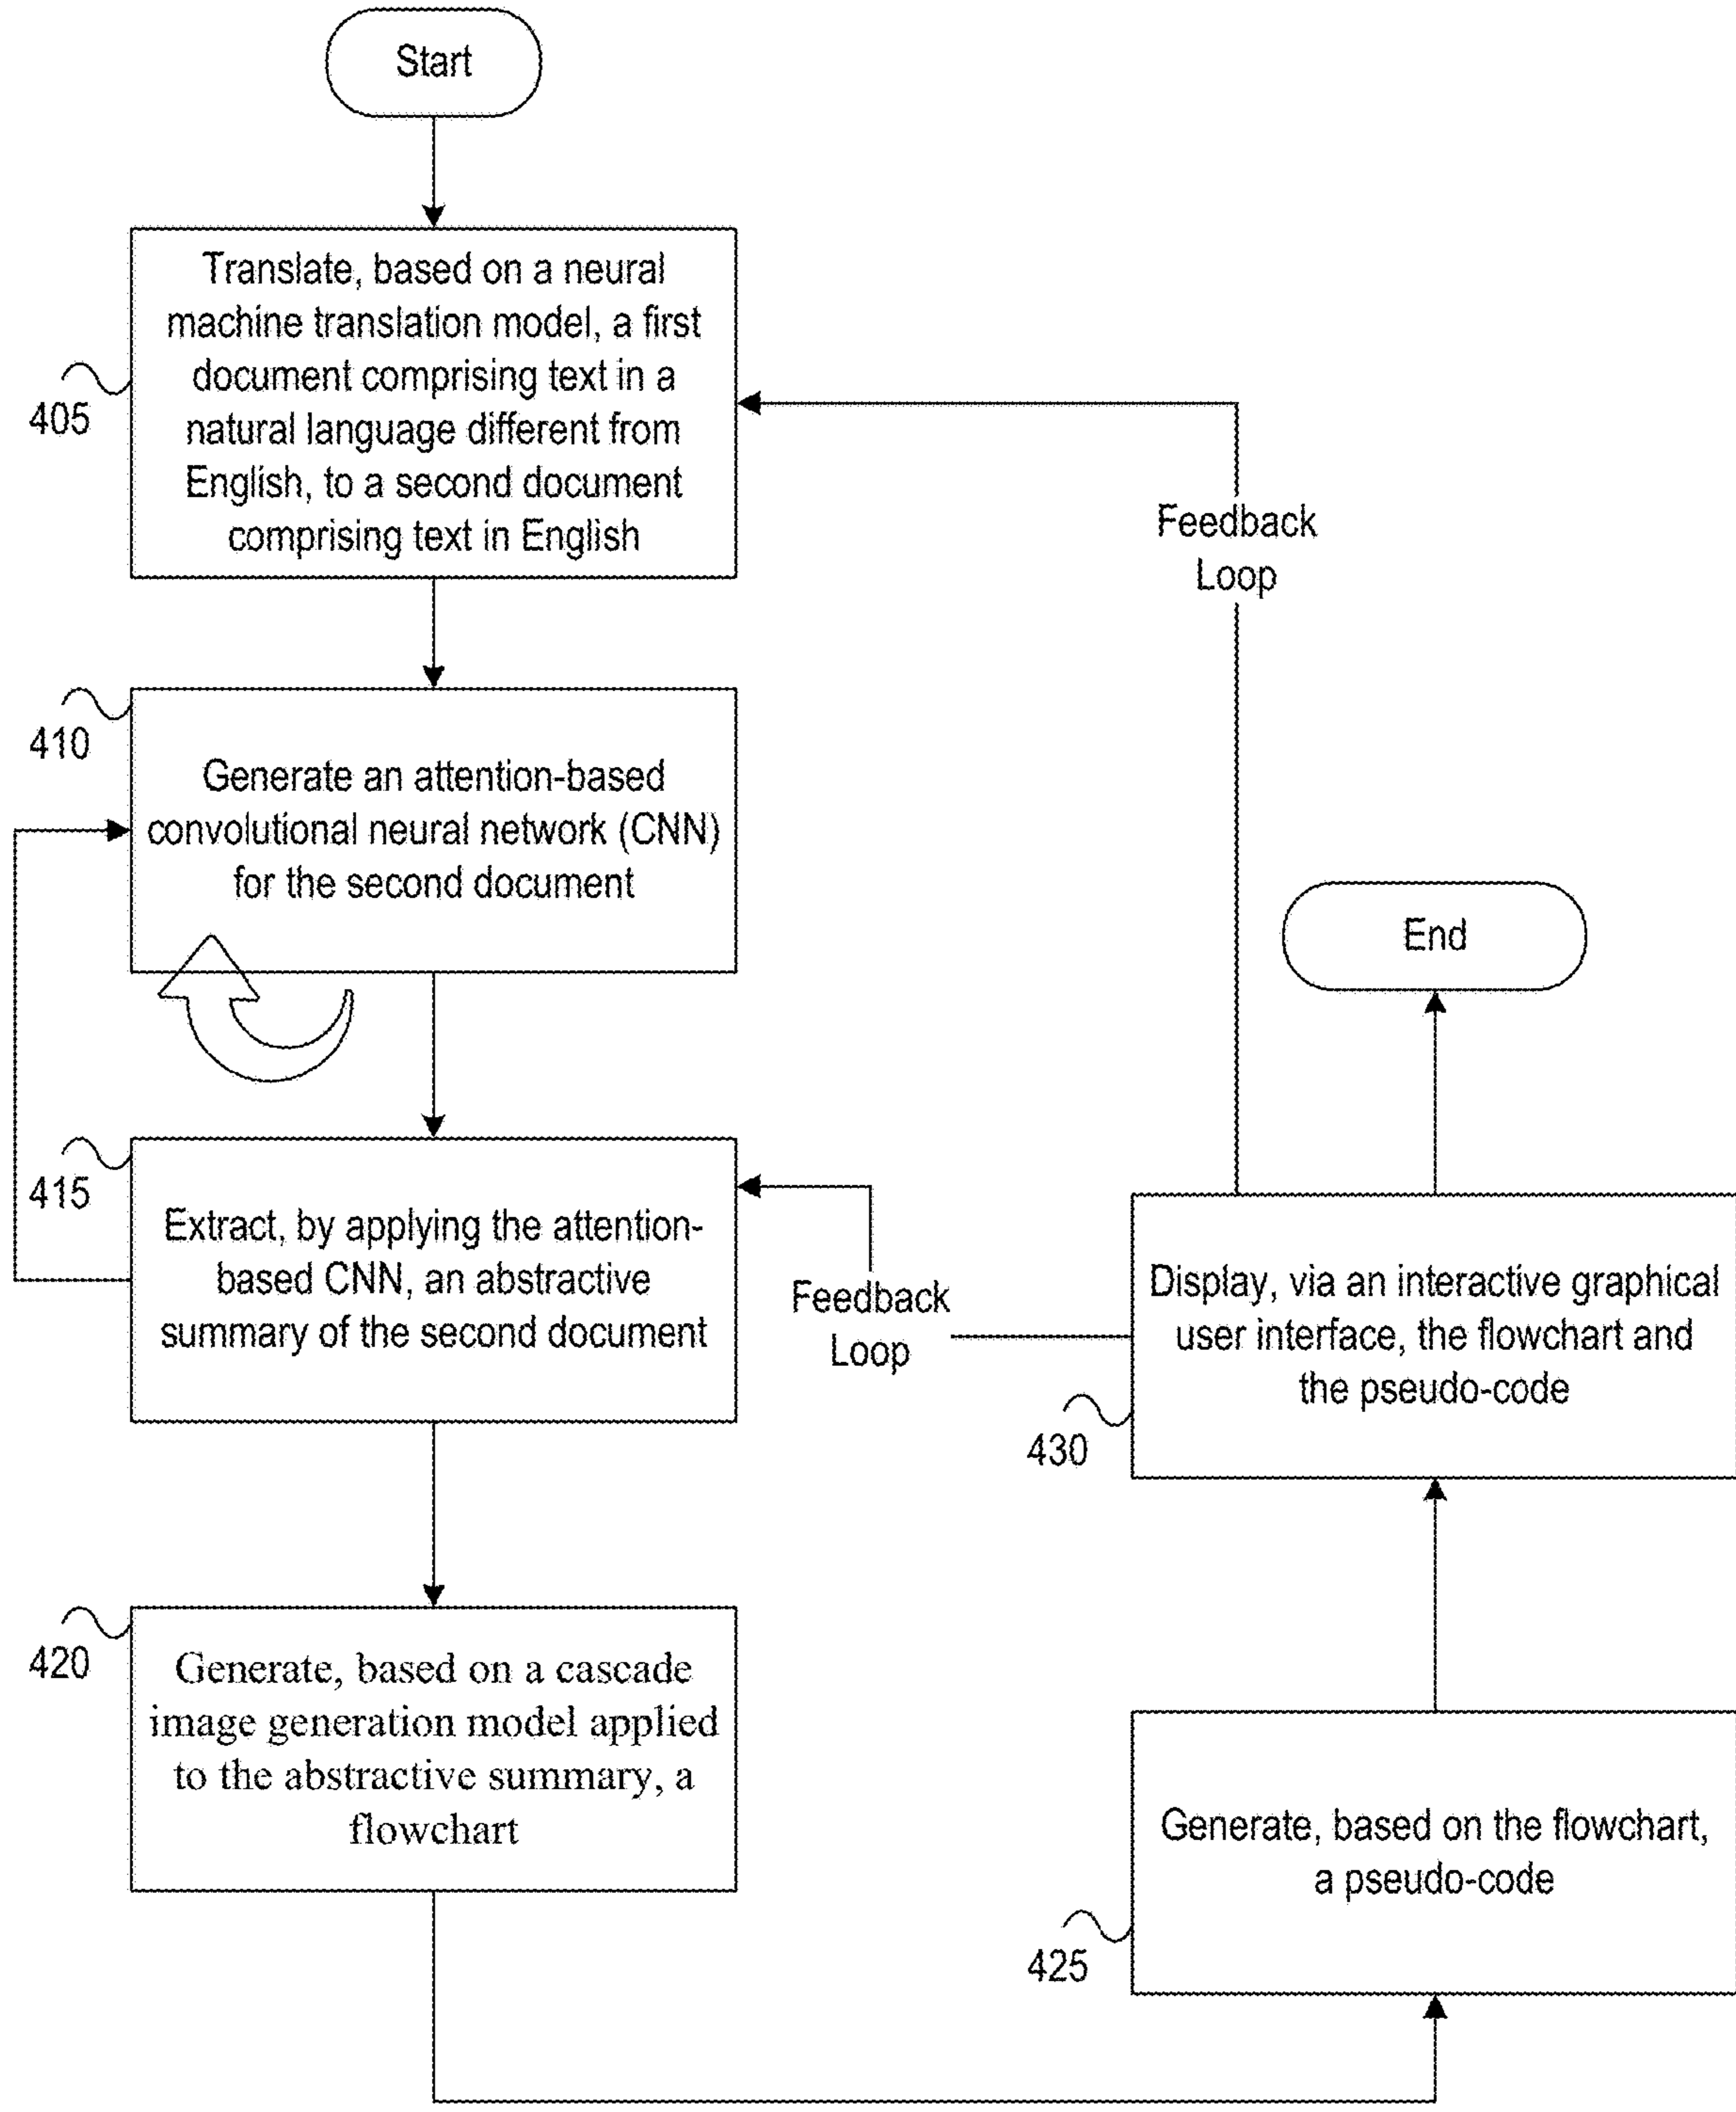 Start
Translate, based on a neural
machine translation model, a first
document comprising text in a
natural language different from
English, to a second document
comprising text in English
405
Generate an attention-based
convolutional neural network (CNN)
for the second document
410
Extract, by applying the attention-
based CNN, an abstractive
summary of the second document
415
Generate, based on a cascade
image generation model applied
to the abstractive summary, a
flowchart
420
Generate, based on the flowchart,
a pseudo-code
425
Display, via an interactive graphical
user interface, the flowchart and
the pseudo-code
430
Feedback
Loop
Feedback
Loop
End